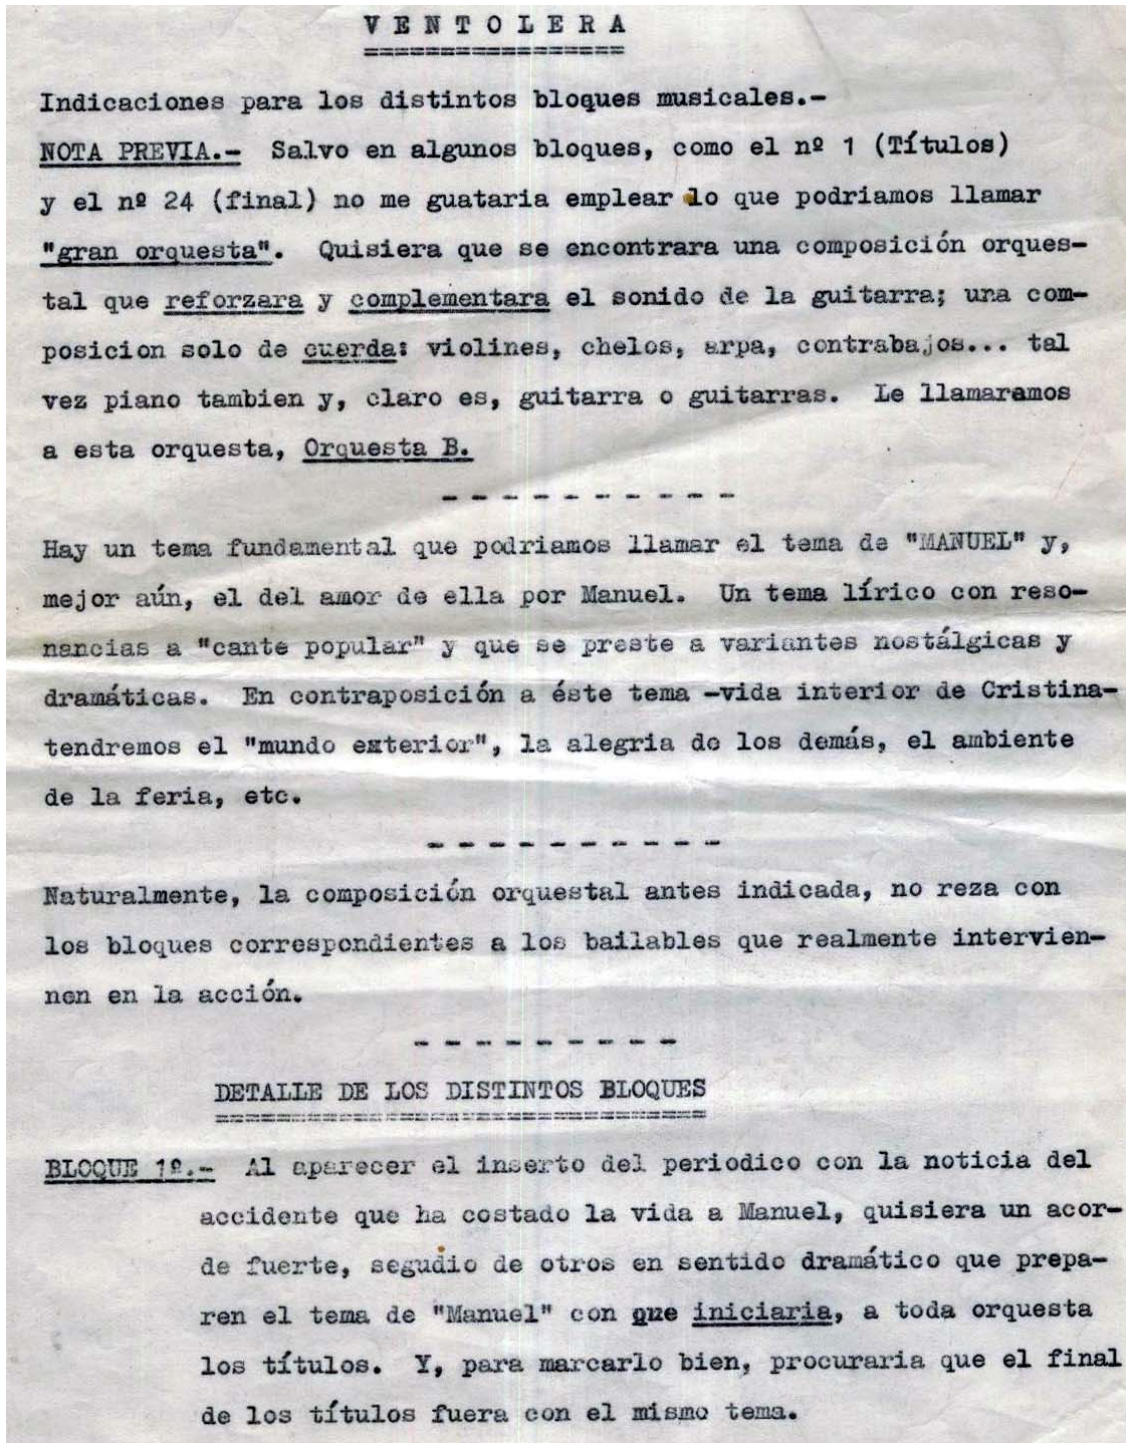 VENTOLERA
Indicaciones para los distintos bloques musicales.-
NOTA PREVIA.- Salvo en algunos bloques, como el nº 1 (Títulos)
y el nº 24 (final) no me guataria emplear lo que podriamos llamar
"gran orquesta". Quisiera que se encontrara una composición orques-
tal que reforzara y complementara el sonido de la guitarra; una com-
posicion solo de cuerda: violines, chelos, arpa, contrabajos... tal
vez piano tambien y, claro es, guitarra o guitarras. Le llamaramos
a esta orquesta, Orquesta B.
- - - - - - - - - -
Hay un tema fundamental que podriamos llamar el tema de "MANUEL" y,
mejor aún, el del amor de ella por Manuel. Un tema lírico con reso-
nancias a "cante popular" y que se preste a variantes nostálgicas y
dramáticas. En contraposición a éste tema -vida interior de Cristina-
tendremos el "mundo exterior", la alegria de los demás, el ambiente
de la feria, etc.
- - - - - - - - - -
Naturalmente, la composición orquestal antes indicada, no reza con
los bloques correspondientes a los bailables que realmente intervien-
nen en la acción.
- - - - - - - - -
DETALLE DE LOS DISTINTOS BLOQUES
BLOQUE 1º.- Al aparecer el inserto del periodico con la noticia del
accidente que ha costado la vida a Manuel, quisiera un acor-
de fuerte, segudio de otros en sentido dramático que prepa-
ren el tema de "Manuel" con que iniciaria, a toda orquesta
los títulos. Y, para marcarlo bien, procuraria que el final
de los títulos fuera con el mismo tema.